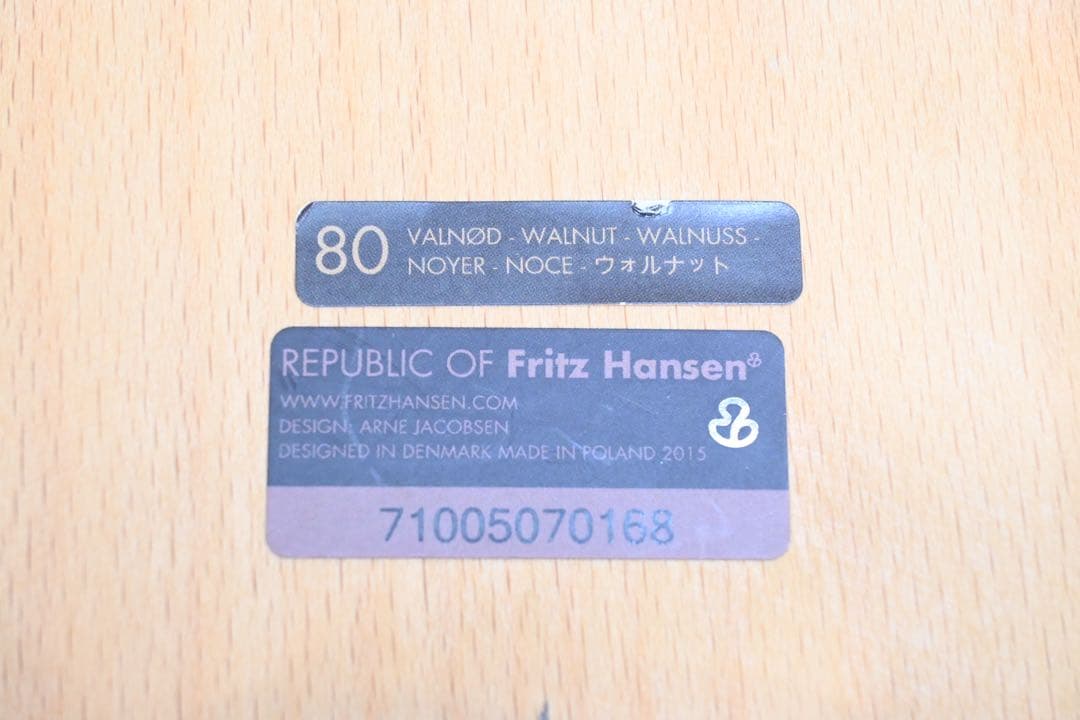 80 VALNØD - WALNUT - WALNUSS -
NOYER - NOCE - ウォルナット
REPUBLIC OF Fritz Hansen®
WWW.FRITZHANSEN.COM
DESIGN: ARNE JACOBSEN
DESIGNED IN DENMARK MADE IN POLAND 2015
71005070168